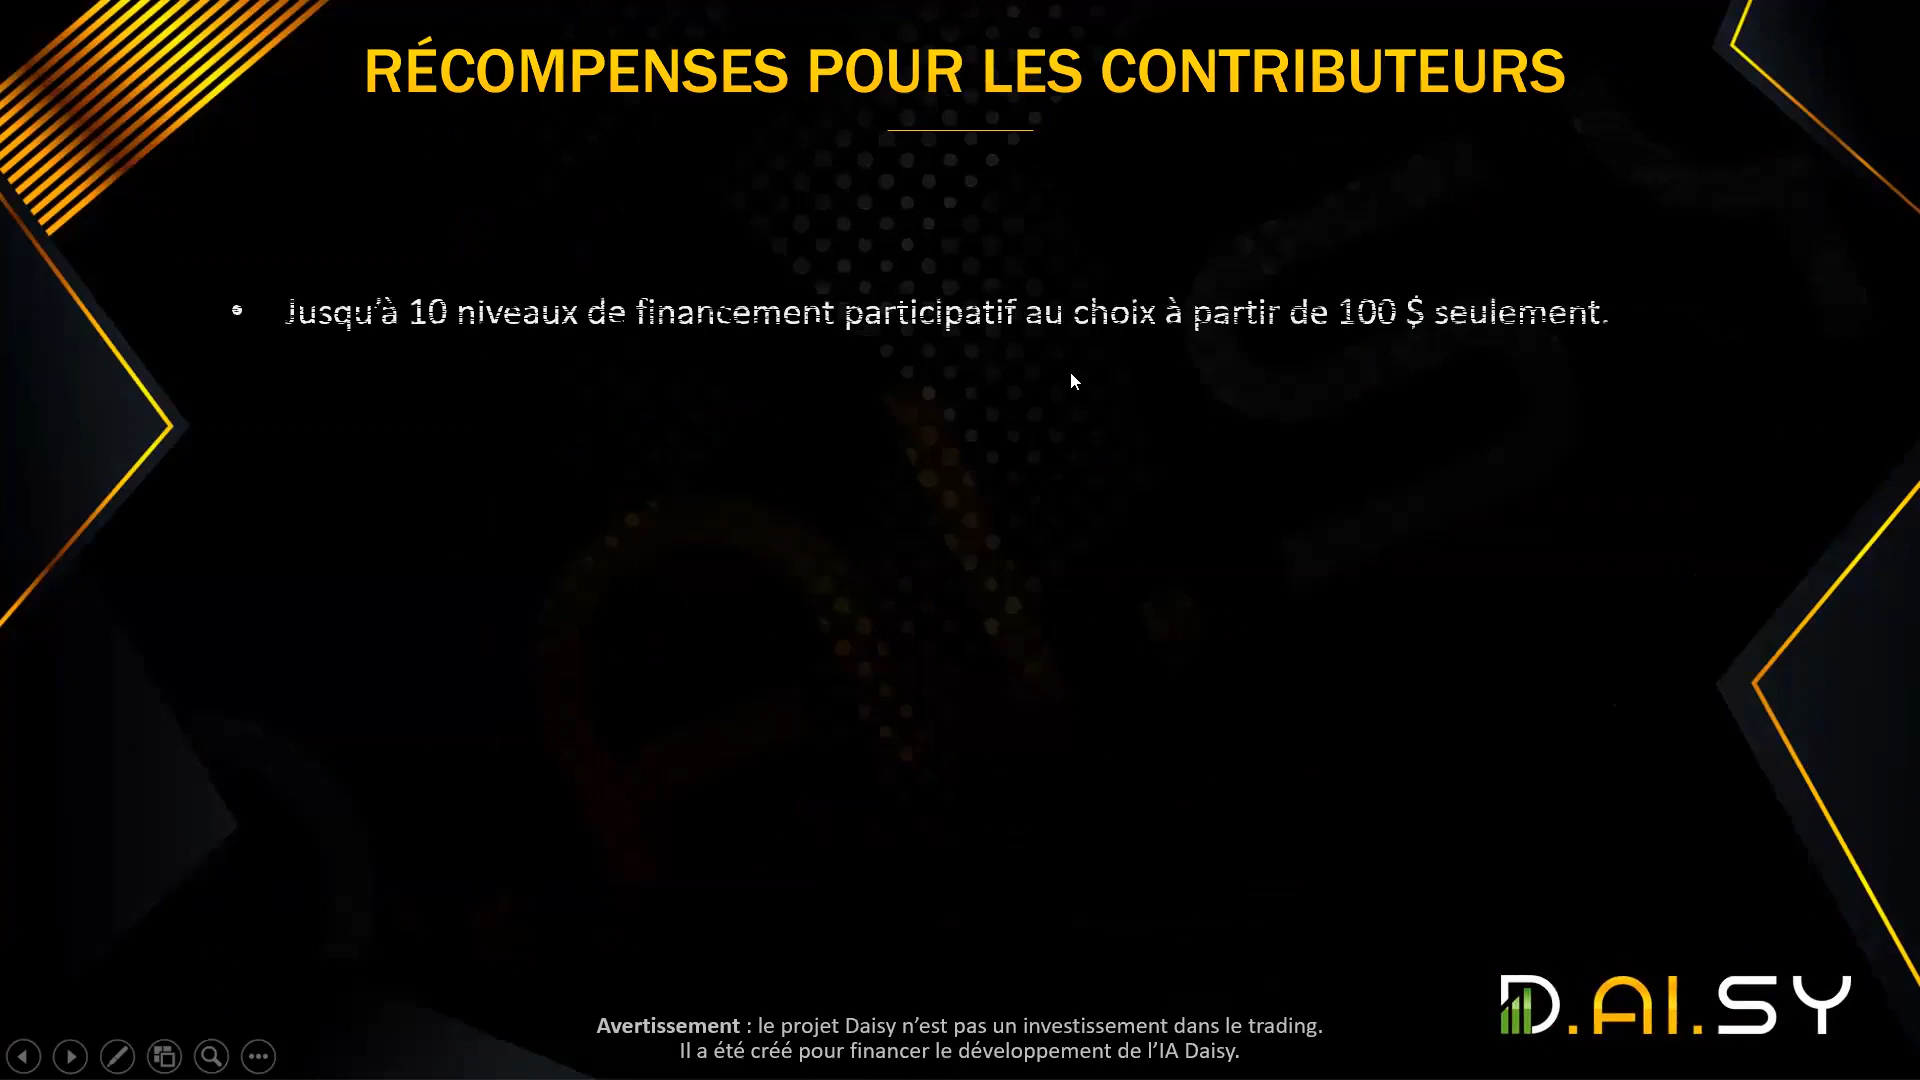 RÉCOMPENSES POUR LES CONTRIBUTEURS
• Jusqu’à 10 niveaux de financement participatif au choix à partir de 100 $ seulement.
D.AI.SY
Avertissement : le projet Daisy n’est pas un investissement dans le trading.
Il a été créé pour financer le développement de l’IA Daisy.